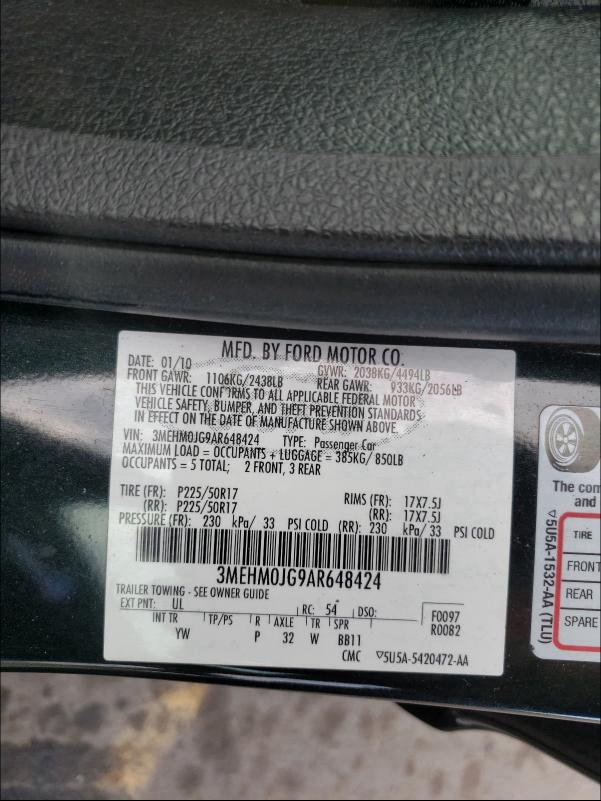 MFD. BY FORD MOTOR CO.
DATE: 01/10 GVWR: 2038KG/4494LB
FRONT GAWR: 1106KG/2438LB REAR GAWR: 933KG/2056LB
THIS VEHICLE CONFORMS TO ALL APPLICABLE FEDERAL MOTOR
VEHICLE SAFETY, BUMPER, AND THEFT PREVENTION STANDARDS
IN EFFECT ON THE DATE OF MANUFACTURE SHOWN ABOVE.
VIN: 3MEHM0JG9AR648424 TYPE: Passenger Car
MAXIMUM LOAD = OCCUPANTS + LUGGAGE = 385KG/ 850LB
OCCUPANTS = 5 TOTAL; 2 FRONT, 3 REAR
TIRE (FR): P225/50R17 RIMS (FR): 17X7.5J
(RR): P225/50R17 (RR): 17X7.5J
PRESSURE (FR): 230 kPa/ 33 PSI COLD (RR): 230 kPa/ 33 PSI COLD
3MEHM0JG9AR648424
TRAILER TOWING - SEE OWNER GUIDE
EXT PNT: UL RC: 54 DSO: F0097
INT TR TP/PS R AXLE TR SPR R0082
YW P 32 W BB11
CMC ▽5U5A-5420472-AA
The com
and
TIRE
FRONT
REAR
SPARE
▽5U5A-1532-AA (TLU)